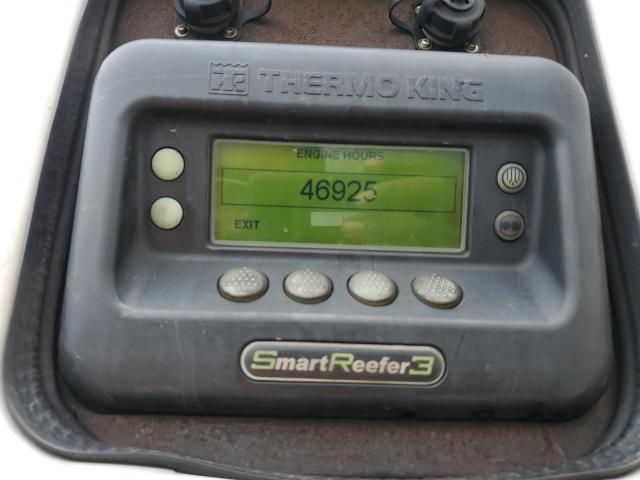 THERMO KING
ENGINE HOURS
46925
EXIT
SmartReefer3